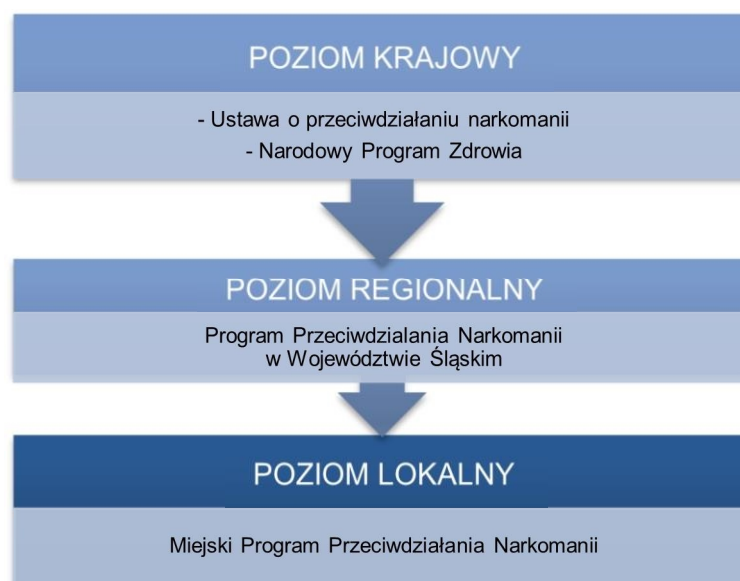 POZIOM KRAJOWY
- Ustawa o przeciwdziałaniu narkomanii
- Narodowy Program Zdrowia
POZIOM REGIONALNY
Program Przeciwdzialania Narkomanii
w Województwie Śląskim
POZIOM LOKALNY
Miejski Program Przeciwdziałania Narkomanii